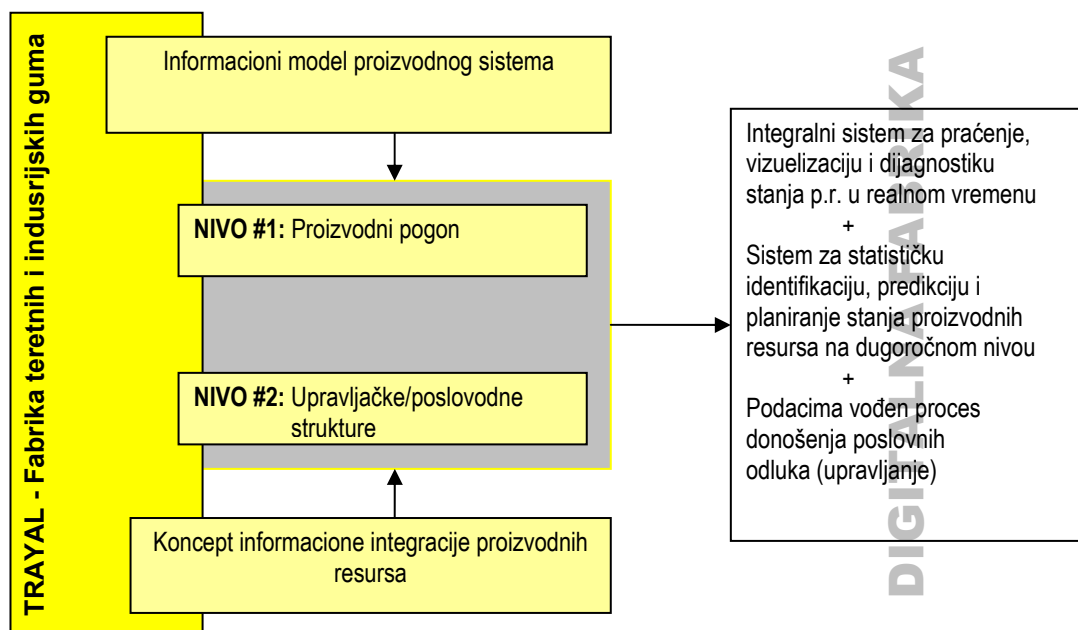 TRAYAL - Fabrika teretnih i indusrijskih guma
Informacioni model proizvodnog sistema
NIVO #1: Proizvodni pogon
NIVO #2: Upravljačke/poslovodne
strukture
Koncept informacione integracije proizvodnih
resursa
Integralni sistem za praćenje,
vizuelizaciju i dijagnostiku
stanja p.r. u realnom vremenu
+
Sistem za statističku
identifikaciju, predikciju i
planiranje stanja proizvodnih
resursa na dugoročnom nivou
+
Podacima vođen proces
donošenja poslovnih
odluka (upravljanje)
DIGITALNA FABRIKA